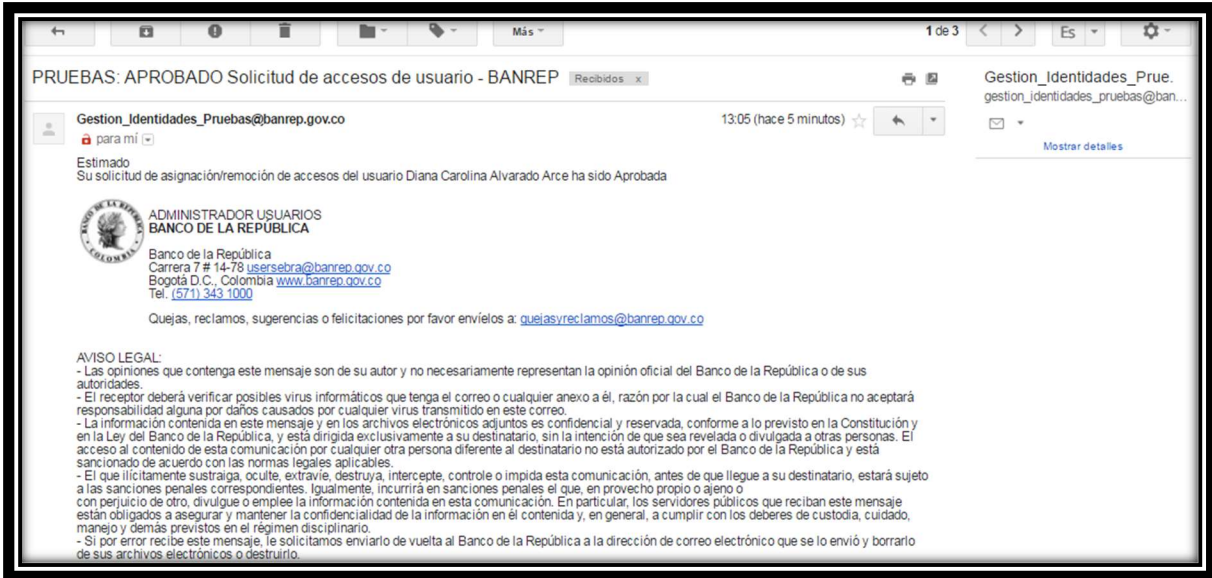 Más
1 de 3
Es
PRUEBAS: APROBADO Solicitud de accesos de usuario - BANREP
Recibidos x
Gestion_Identidades_Prue.
gestion_identidades_pruebas@ban...
Mostrar detalles
Gestion_Identidades_Pruebas@banrep.gov.co
13:05 (hace 5 minutos)
para mí
Estimado
Su solicitud de asignación/remoción de accesos del usuario Diana Carolina Alvarado Arce ha sido Aprobada
BANCO DE LA REPUBLICA
COLOMBIA
ADMINISTRADOR USUARIOS
BANCO DE LA REPÚBLICA
Banco de la República
Carrera 7 # 14-78 usersebra@banrep.gov.co
Bogotá D.C., Colombia www.banrep.gov.co
Tel. (571) 343 1000
Quejas, reclamos, sugerencias o felicitaciones por favor envíelos a: quejasyreclamos@banrep.gov.co
AVISO LEGAL:
- Las opiniones que contenga este mensaje son de su autor y no necesariamente representan la opinión oficial del Banco de la República o de sus
autoridades.
- El receptor deberá verificar posibles virus informáticos que tenga el correo o cualquier anexo a él, razón por la cual el Banco de la República no aceptará
responsabilidad alguna por daños causados por cualquier virus transmitido en este correo.
- La información contenida en este mensaje y en los archivos electrónicos adjuntos es confidencial y reservada, conforme a lo previsto en la Constitución y
en la Ley del Banco de la República, y está dirigida exclusivamente a su destinatario, sin la intención de que sea revelada o divulgada a otras personas. El
acceso al contenido de esta comunicación por cualquier otra persona diferente al destinatario no está autorizado por el Banco de la República y está
sancionado de acuerdo con las normas legales aplicables.
- El que ilícitamente sustraiga, oculte, extravíe, destruya, intercepte, controle o impida esta comunicación, antes de que llegue a su destinatario, estará sujeto
a las sanciones penales correspondientes. Igualmente, incurrirá en sanciones penales el que, en provecho propio o ajeno o
con perjuicio de otro, divulgue o emplee la información contenida en esta comunicación. En particular, los servidores públicos que reciban este mensaje
están obligados a asegurar y mantener la confidencialidad de la información en él contenida y, en general, a cumplir con los deberes de custodia, cuidado,
manejo y demás previstos en el régimen disciplinario.
- Si por error recibe este mensaje, le solicitamos enviarlo de vuelta al Banco de la República a la dirección de correo electrónico que se lo envió y borrarlo
de sus archivos electrónicos o destruirlo.